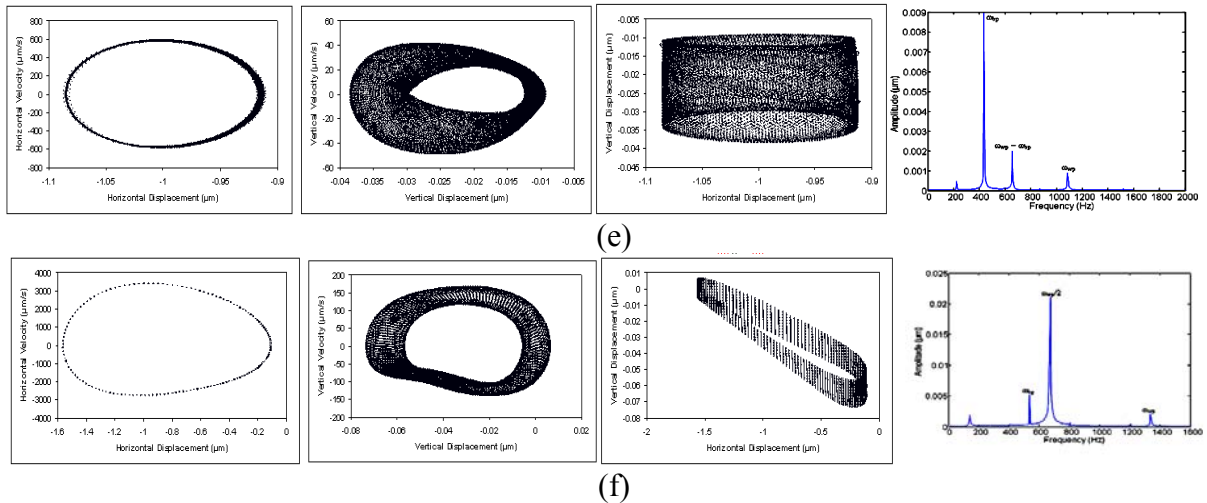 800
600
400
200
0
-200
-400
-600
-800
-1.1 -1.05 -1 -0.95 -0.9
Horizontal Velocity (µm/s)
Horizontal Displacement (µm)
60
40
20
0
-20
-40
-60
-0.04 -0.035 -0.03 -0.025 -0.02 -0.015 -0.01 -0.005
Vertical Velocity (µm/s)
Vertical Displacement (µm)
-0.005
-0.01
-0.015
-0.02
-0.025
-0.03
-0.035
-0.04
-0.045
-1.1 -1.05 -1 -0.95 -0.9
Vertical Displacement (µm)
Horizontal Displacement (µm)
0.009
0.008
0.007
0.006
0.005
0.004
0.003
0.002
0.001
0 200 400 600 800 1000 1200 1400 1600 1800 2000
Amplitude (µm)
Frequency (Hz)
(e)
4000
3000
2000
1000
0
-1000
-2000
-3000
-4000
-1.6 -1.4 -1.2 -1 -0.8 -0.6 -0.4 -0.2 0
Horizontal Velocity (µm/s)
Horizontal Displacement (µm)
200
150
100
50
0
-50
-100
-150
-200
-0.08 -0.06 -0.04 -0.02 0 0.02
Vertical Velocity (µm/s)
Vertical Displacement (µm)
0.01
0
-0.01
-0.02
-0.03
-0.04
-0.05
-0.06
-0.07
-0.08
-2 -1.5 -1 -0.5 0
Vertical Displacement (µm)
Horizontal Displacement (µm)
0.025
0.02
0.015
0.01
0.005
0 200 400 600 800 1000 1200 1400 1600
Amplitude (µm)
Frequency (Hz)
(f)